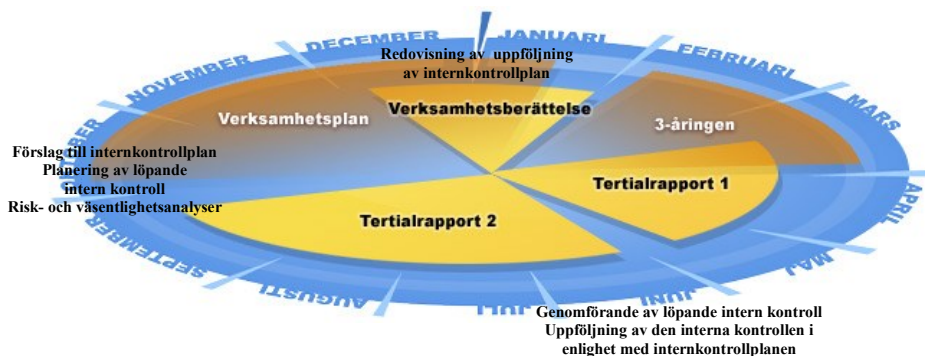 DECEMBER
JANUARI
Redovisning av uppföljning
av internkontrollplan
NOVEMBER
FEBRUARI
Verksamhetsberättelse
Verksamhetsplan
3-åringen
MARS
Förslag till internkontrollplan
Planering av löpande
intern kontroll
Risk- och väsentlighetsanalyser
Tertialrapport 1
Tertialrapport 2
APRIL
SEPTEMBER
MAJ
AUGUSTI
JULI
JUNI
Genomförande av löpande intern kontroll
Uppföljning av den interna kontrollen i
enlighet med internkontrollplanen